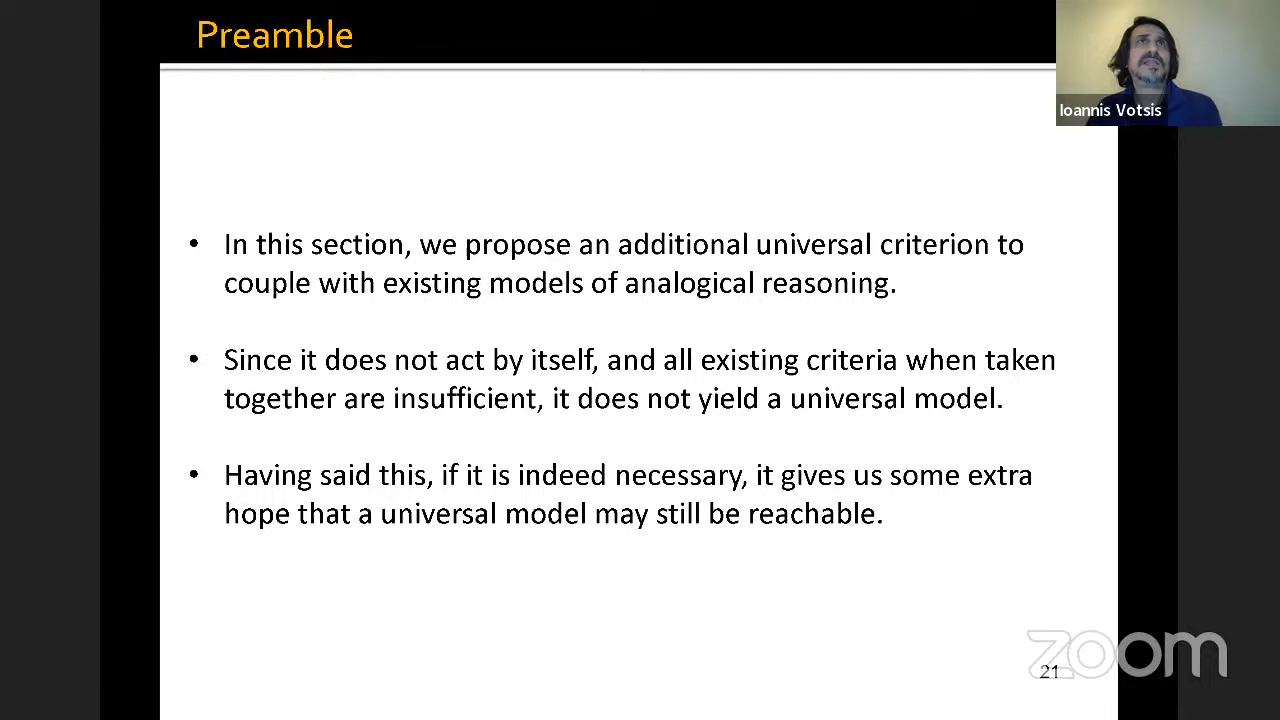 Preamble
Ioannis Votsis
• In this section, we propose an additional universal criterion to
couple with existing models of analogical reasoning.
• Since it does not act by itself, and all existing criteria when taken
together are insufficient, it does not yield a universal model.
• Having said this, if it is indeed necessary, it gives us some extra
hope that a universal model may still be reachable.
zoom
21